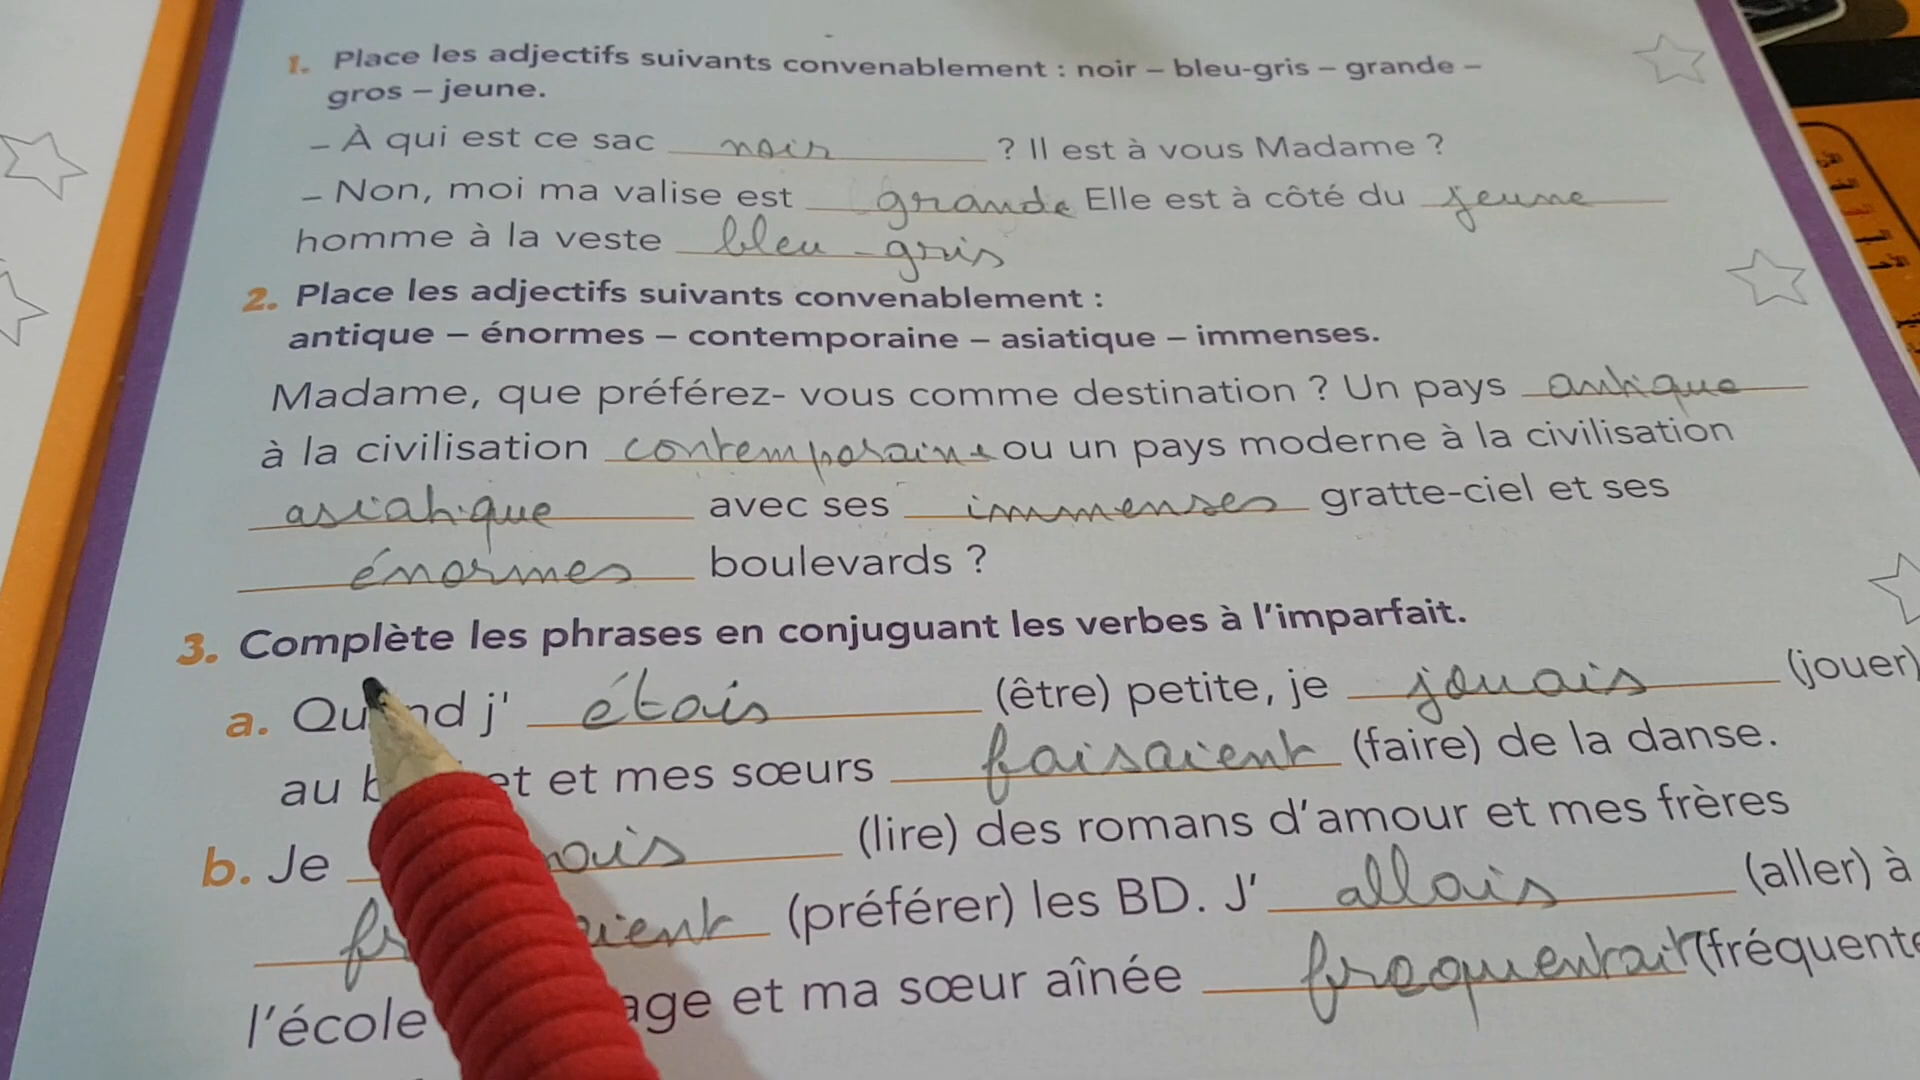 1. Place les adjectifs suivants convenablement : noir – bleu-gris – grande –
gros – jeune.
– À qui est ce sac noir ? Il est à vous Madame ?
– Non, moi ma valise est grande Elle est à côté du jeune
homme à la veste bleu - gris
2. Place les adjectifs suivants convenablement :
antique – énormes – contemporaine – asiatique – immenses.
Madame, que préférez- vous comme destination ? Un pays antique
à la civilisation contemporaine ou un pays moderne à la civilisation
asiatique avec ses immenses gratte-ciel et ses
énormes boulevards ?
3. Complète les phrases en conjuguant les verbes à l'imparfait.
a. Qu nd j' étais (être) petite, je jouais (jouer)
au et et mes sœurs faisaient (faire) de la danse.
b. Je (lire) des romans d'amour et mes frères
(préférer) les BD. J' allais (aller) à
l'école age et ma sœur aînée frequentait (fréquente